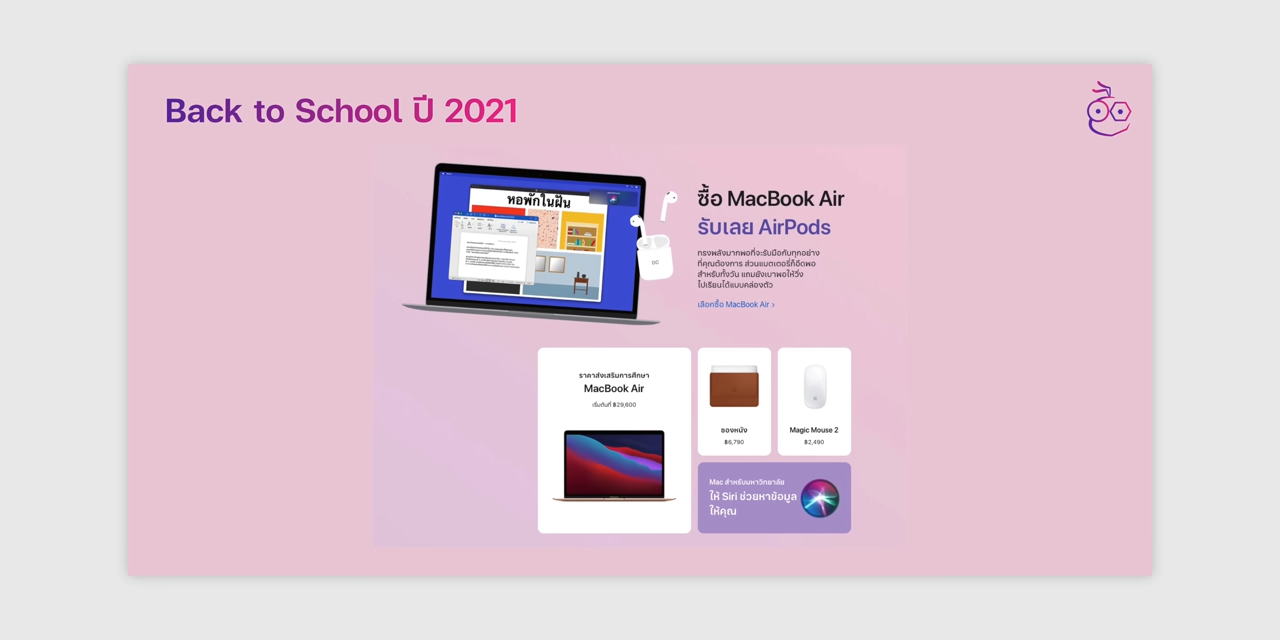 Back to School ปี 2021
หอพักในฝัน
ซื้อ MacBook Air
รับเลย AirPods
ทรงพลังมากพอที่จะรับมือกับทุกอย่าง
ที่คุณต้องการ ส่วนแบตเตอรี่ก็อึดพอ
สำหรับทั้งวัน แถมยังเบาพอให้วิ่ง
ไปเรียนได้แบบคล่องตัว
เลือกซื้อ MacBook Air ›
ราคาส่งเสริมการศึกษา
MacBook Air
เริ่มต้นที่ ฿29,600
ซองหนัง
฿6,790
Magic Mouse 2
฿2,490
Mac สำหรับมหาวิทยาลัย
ให้ Siri ช่วยหาข้อมูล
ให้คุณ